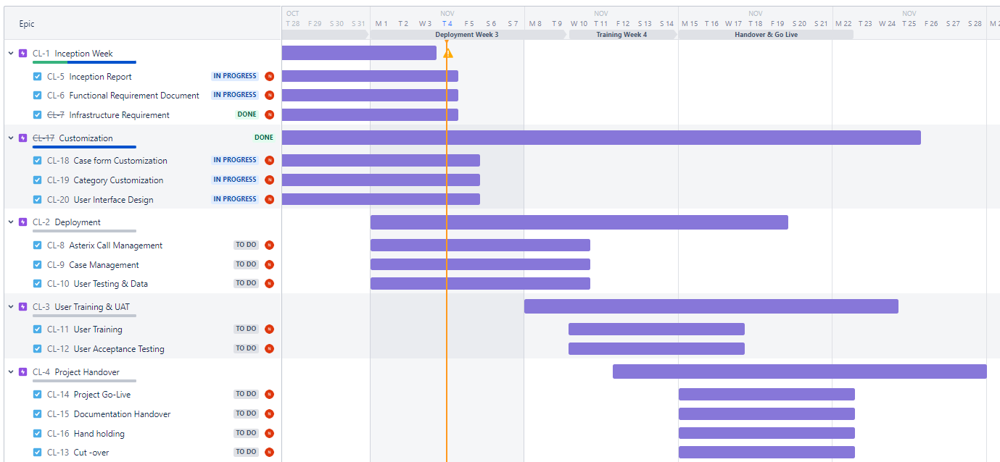 OCT NOV NOV NOV NOV
Epic T 28 F 29 S 30 S 31 M 1 T 2 W 3 T 4 F 5 S 6 S 7 M 8 T 9 W 10 T 11 F 12 S 13 S 14 M 15 T 16 W 17 T 18 F 19 S 20 S 21 M 22 T 23 W 24 T 25 F 26 S 27 S 28 M 2
Deployment Week 3 Training Week 4 Handover & Go Live
CL-1 Inception Week
CL-5 Inception Report IN PROGRESS N
CL-6 Functional Requirement Document IN PROGRESS N
CL-7 Infrastructure Requirement DONE N
CL-17 Customization DONE
CL-18 Case form Customization IN PROGRESS N
CL-19 Category Customization IN PROGRESS N
CL-20 User Interface Design IN PROGRESS N
CL-2 Deployment
CL-8 Asterix Call Management TO DO N
CL-9 Case Management TO DO N
CL-10 User Testing & Data TO DO N
CL-3 User Training & UAT
CL-11 User Training TO DO N
CL-12 User Acceptance Testing TO DO N
CL-4 Project Handover
CL-14 Project Go-Live TO DO N
CL-15 Documentation Handover TO DO N
CL-16 Hand holding TO DO N
CL-13 Cut -over TO DO N